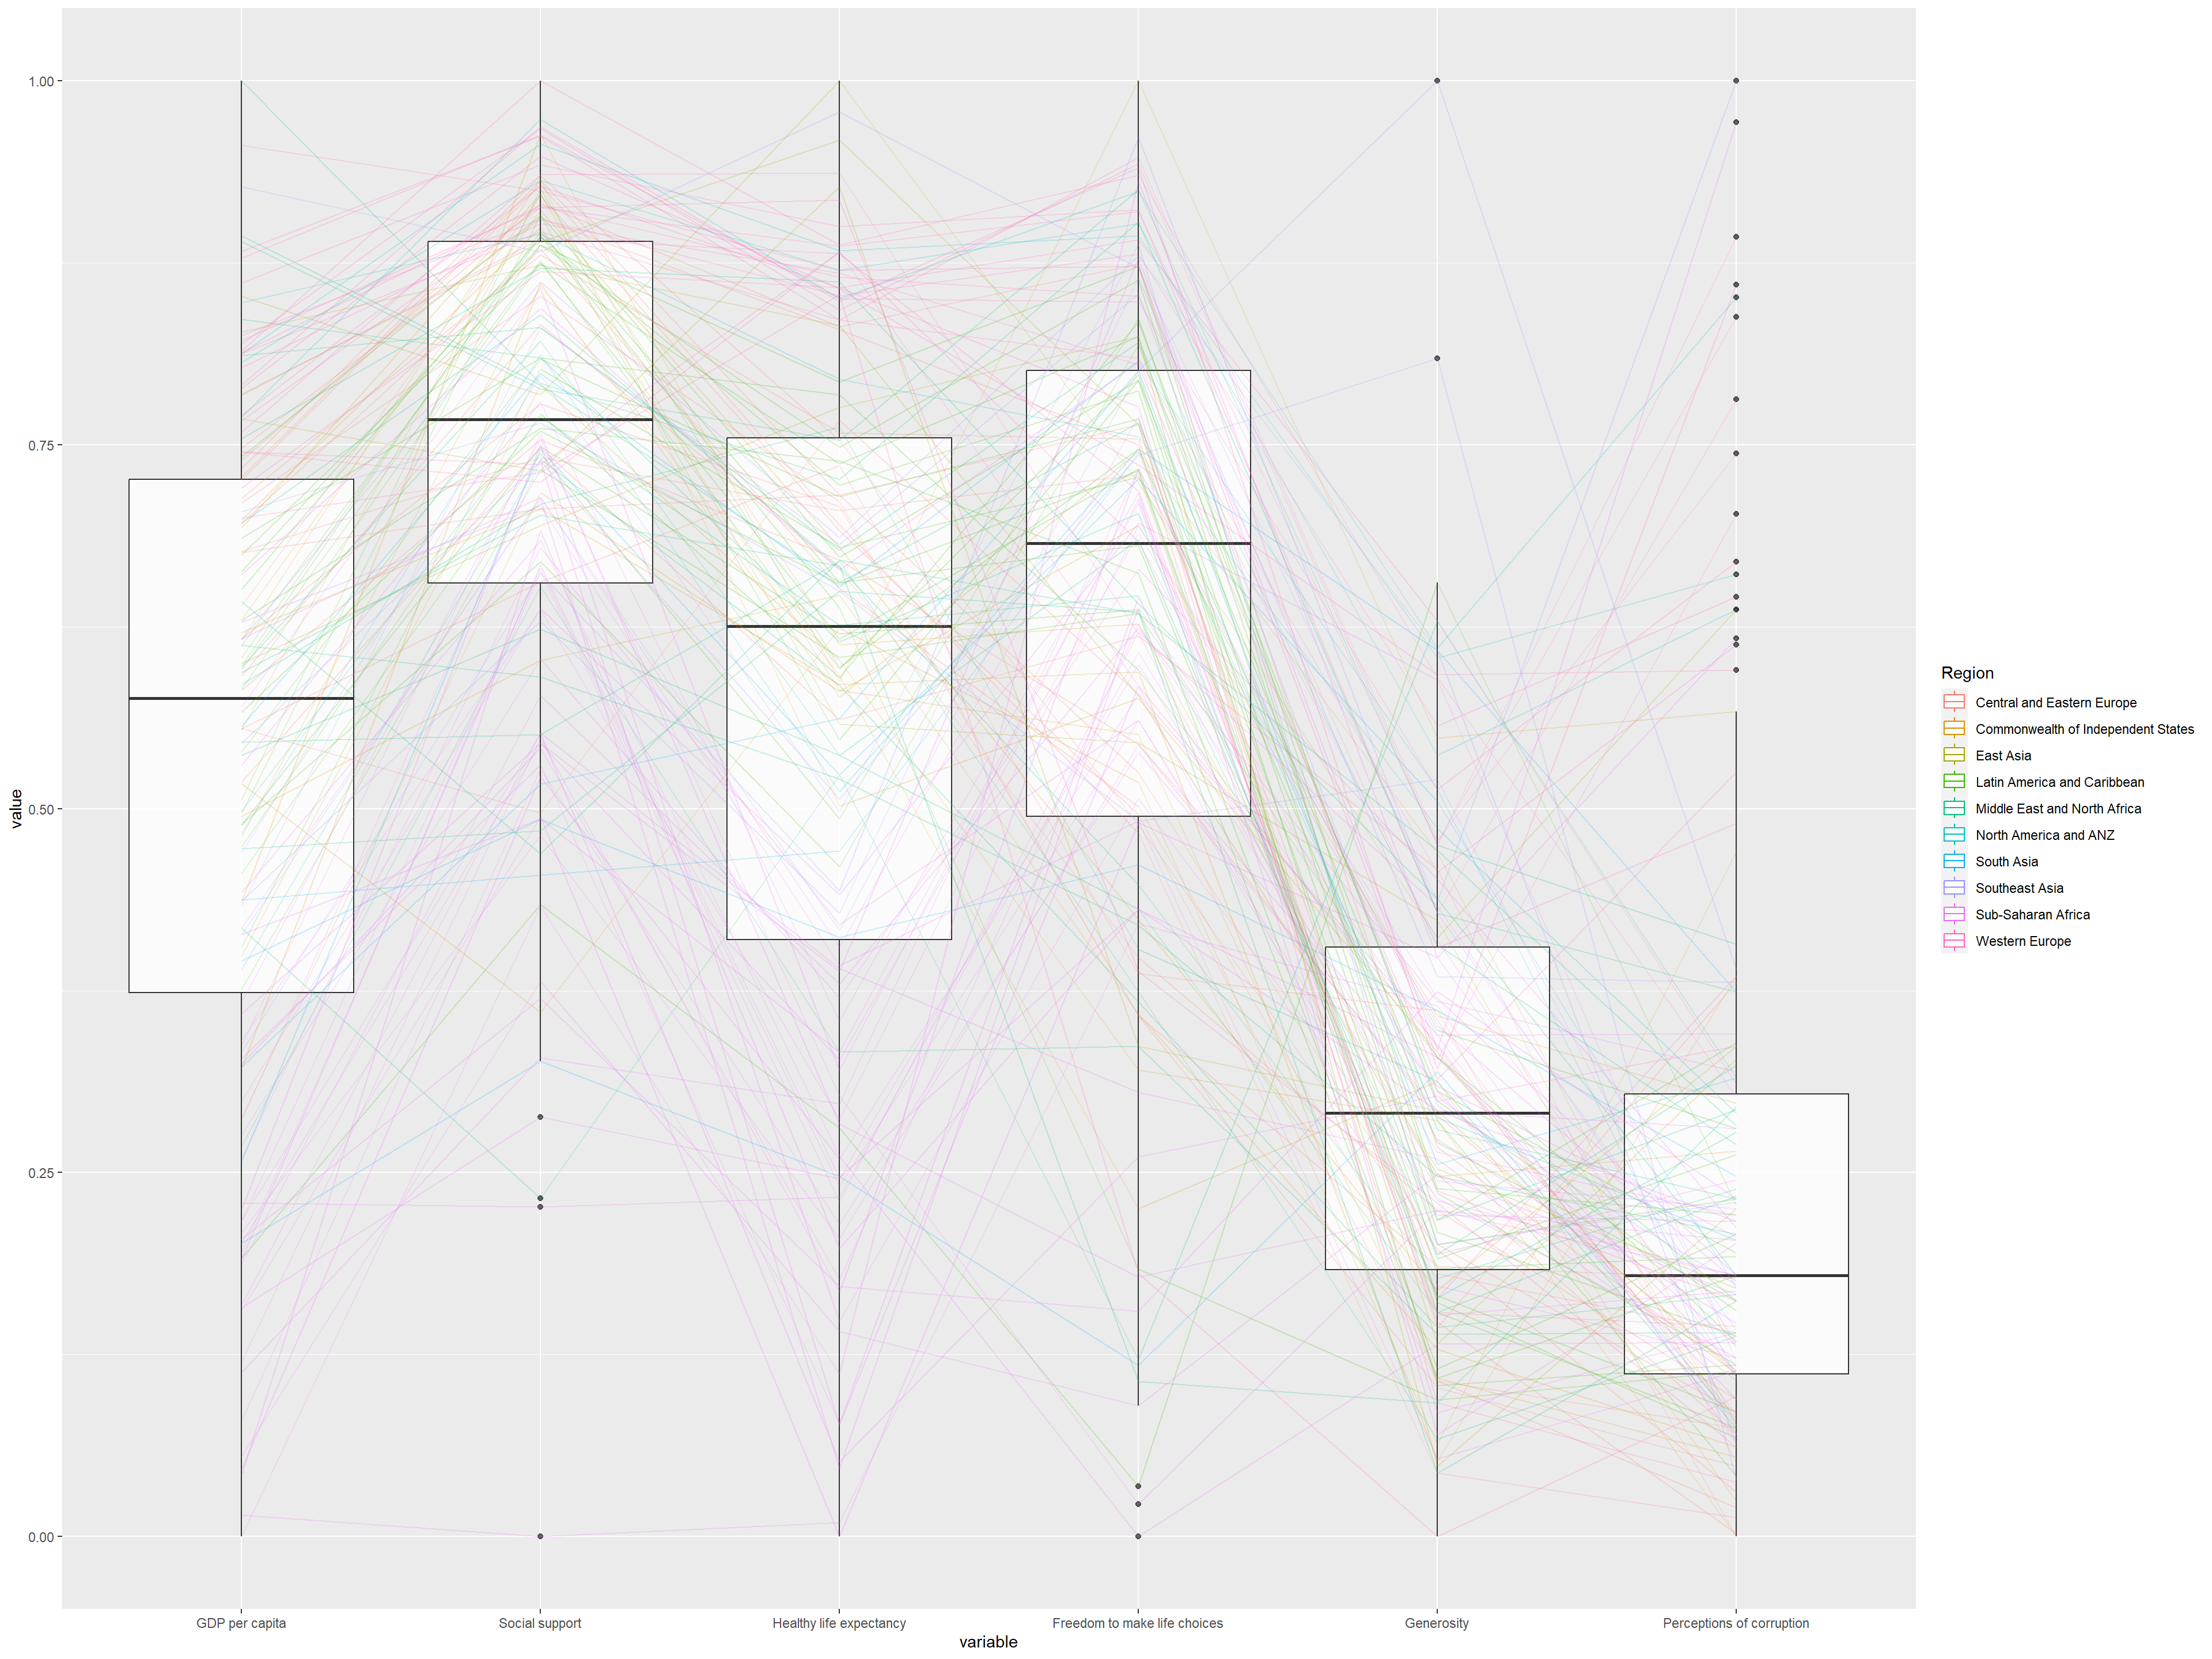 1.00
0.75
0.50
0.25
0.00
value
GDP per capita
Social support
Healthy life expectancy
Freedom to make life choices
Generosity
Perceptions of corruption
variable
Region
Central and Eastern Europe
Commonwealth of Independent States
East Asia
Latin America and Caribbean
Middle East and North Africa
North America and ANZ
South Asia
Southeast Asia
Sub-Saharan Africa
Western Europe